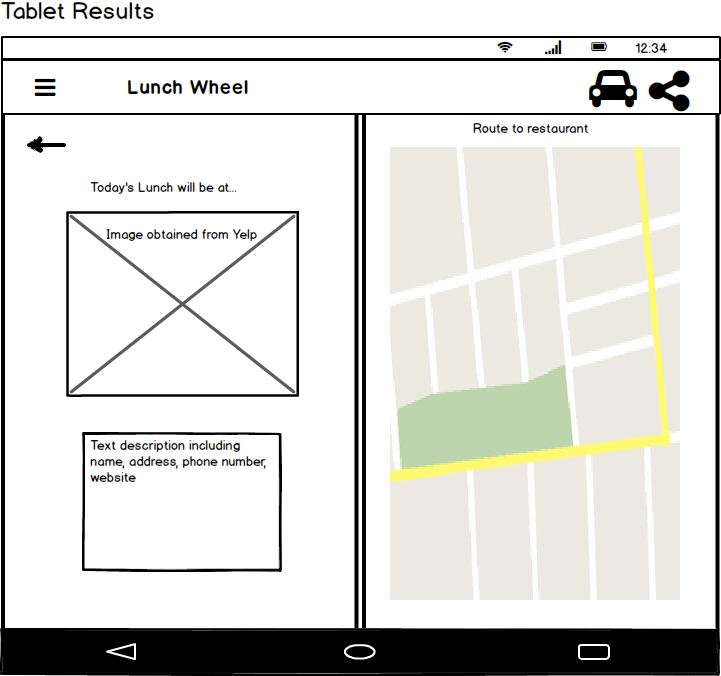 Tablet Results
12:34
Lunch Wheel
Today's Lunch will be at...
Image obtained from Yelp
Text description including
name, address, phone number,
website
Route to restaurant